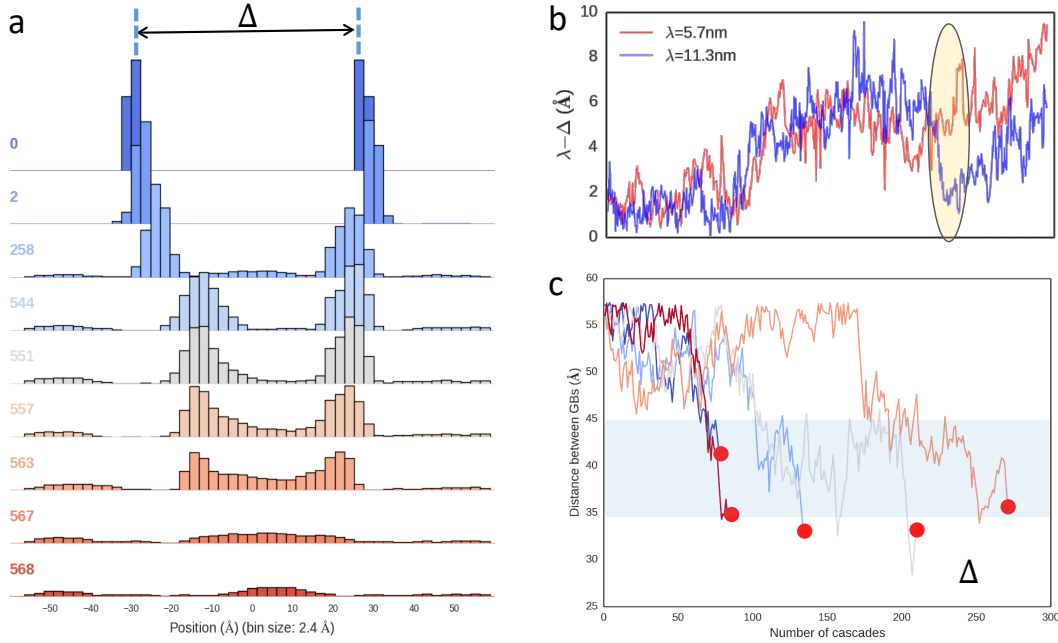 a
Δ
0
2
258
544
551
557
563
567
568
−50 −40 −30 −20 −10 0 10 20 30 40 50
Position (Å) (bin size: 2.4 Å)
b
10
8
6
4
2
0
λ−Δ (Å)
λ=5.7nm
λ=11.3nm
c
60
55
50
45
40
35
30
25
Distance between GBs (Å)
Δ
0 50 100 150 200 250 300
Number of cascades